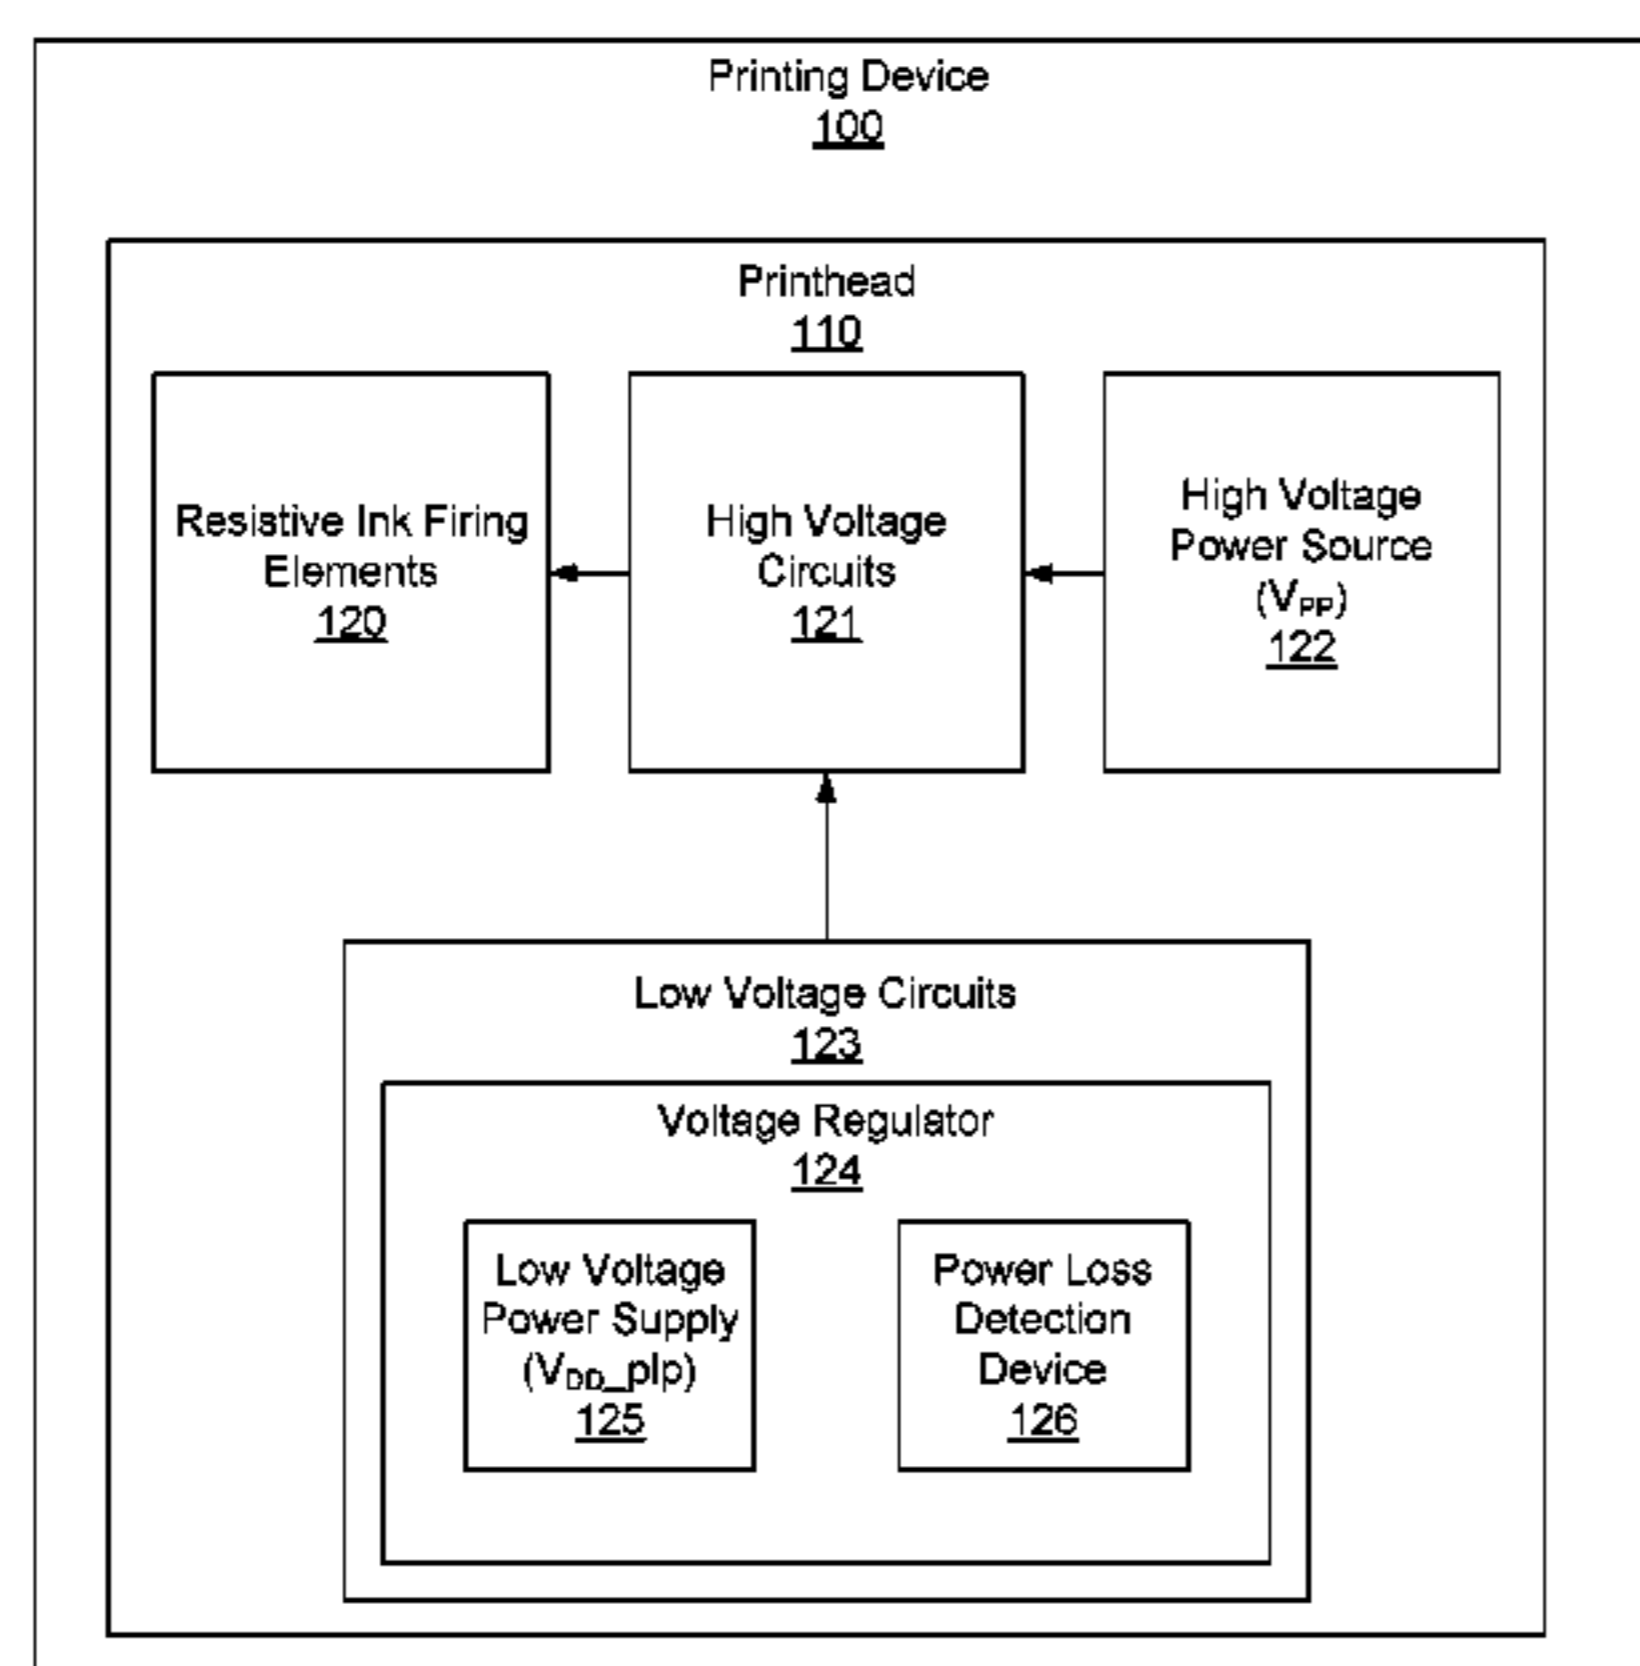 Printing Device
100
Printhead
110
Resistive Ink Firing
Elements
120
High Voltage
Circuits
121
High Voltage
Power Source
(VPP)
122
Low Voltage Circuits
123
Voltage Regulator
124
Low Voltage
Power Supply
(VDD_plp)
125
Power Loss
Detection
Device
126